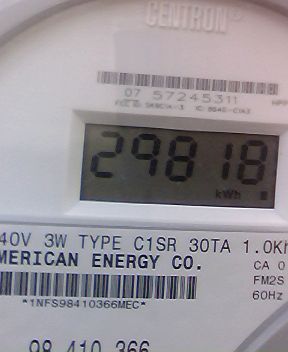 CENTRON®
07 57245311
29818
kWh
40V 3W TYPE C1SR 30TA 1.0Kh
MERICAN ENERGY CO.
CA 0
FM2S
60Hz
*1NFS98410366MEC*
98 410 366